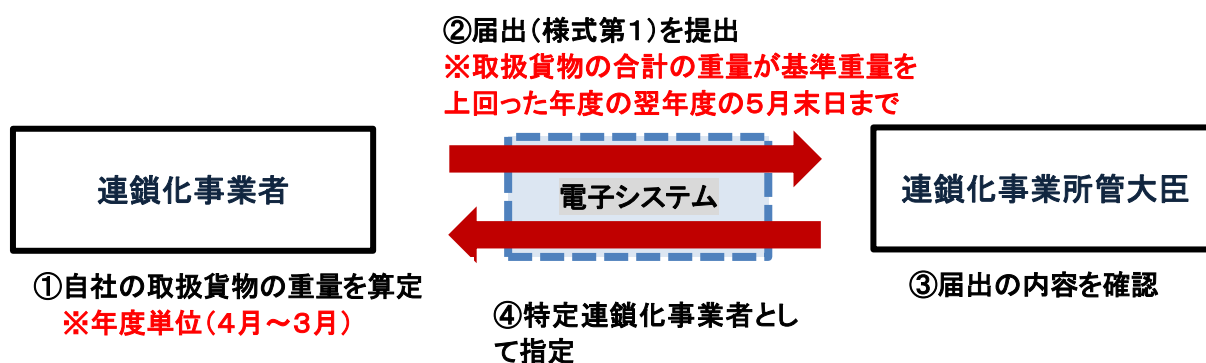 ②届出(様式第1)を提出
※取扱貨物の合計の重量が基準重量を
上回った年度の翌年度の5月末日まで
連鎖化事業者
電子システム
連鎖化事業所管大臣
①自社の取扱貨物の重量を算定
※年度単位(4月~3月)
③届出の内容を確認
④特定連鎖化事業者とし
て指定